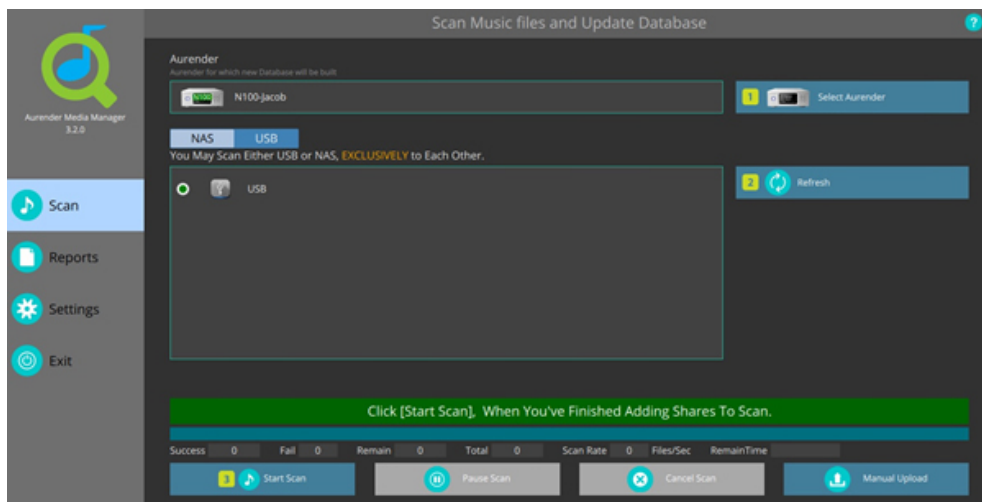 Scan Music files and Update Database
?
Aurender Media Manager
3.2.0
Scan
Reports
Settings
Exit
Aurender
Aurender for which new Database will be built
N100
N100-Jacob
1 Select Aurender
NAS USB
You May Scan Either USB or NAS, EXCLUSIVELY to Each Other.
USB
2 Refresh
Click [Start Scan], When You've Finished Adding Shares To Scan.
Success 0 Fail 0 Remain 0 Total 0 Scan Rate 0 Files/Sec RemainTime
3 Start Scan Pause Scan Cancel Scan Manual Upload